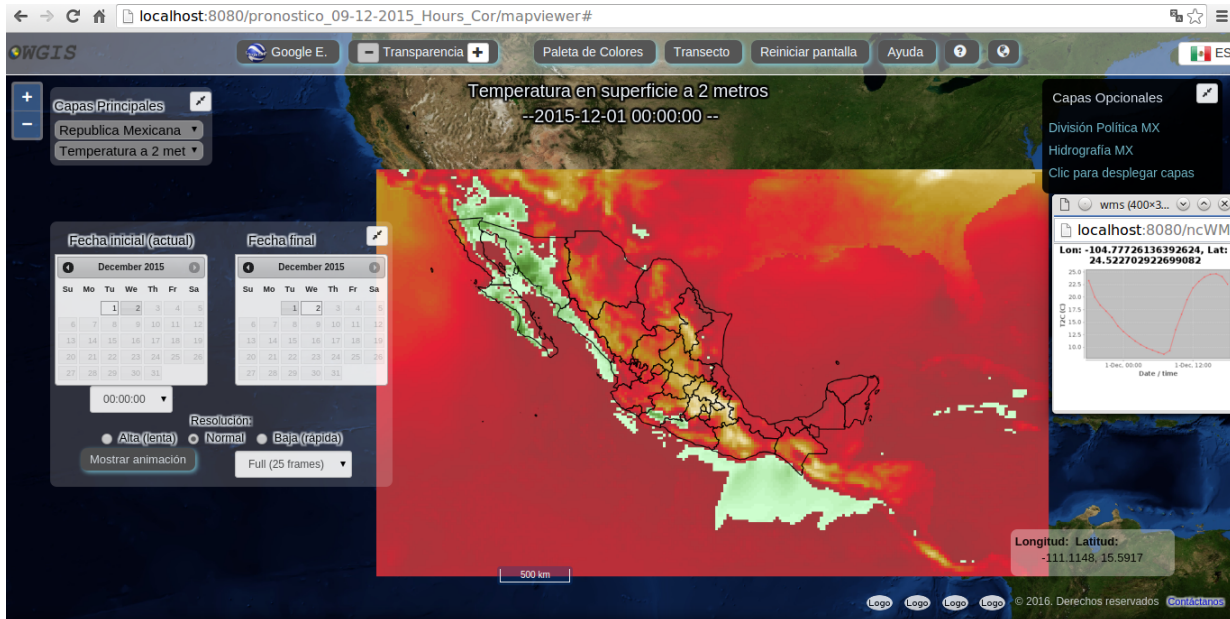 localhost:8080/pronostico_09-12-2015_Hours_Cor/mapviewer#
OWGIS
Google E.
− Transparencia +
Paleta de Colores
Transecto
Reiniciar pantalla
Ayuda
?
ES
+
−
Capas Principales
Republica Mexicana
Temperatura a 2 met
Temperatura en superficie a 2 metros
--2015-12-01 00:00:00 --
Capas Opcionales
División Política MX
Hidrografía MX
Clic para desplegar capas
wms (400×3...
localhost:8080/ncWM
Lon: -104.77726136392624, Lat:
24.522702922699082
25.0
22.5
20.0
17.5
15.0
12.5
10.0
T2C (C)
1-Dec, 00:00 1-Dec, 12:00
Date / time
Fecha inicial (actual)
December 2015
Su Mo Tu We Th Fr Sa
1 2 3 4 5
6 7 8 9 10 11 12
13 14 15 16 17 18 19
20 21 22 23 24 25 26
27 28 29 30 31
00:00:00
Fecha final
December 2015
Su Mo Tu We Th Fr Sa
1 2 3 4 5
6 7 8 9 10 11 12
13 14 15 16 17 18 19
20 21 22 23 24 25 26
27 28 29 30 31
Resolución:
Alta (lenta) Normal Baja (rápida)
Mostrar animación
Full (25 frames)
500 km
Longitud: Latitud:
-111.1148, 15.5917
Logo Logo Logo Logo
© 2016. Derechos reservados Contáctanos